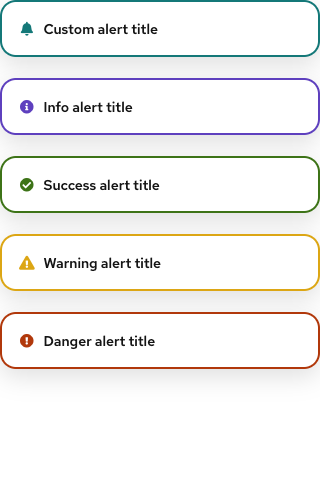 Custom alert title
Info alert title
Success alert title
Warning alert title
Danger alert title